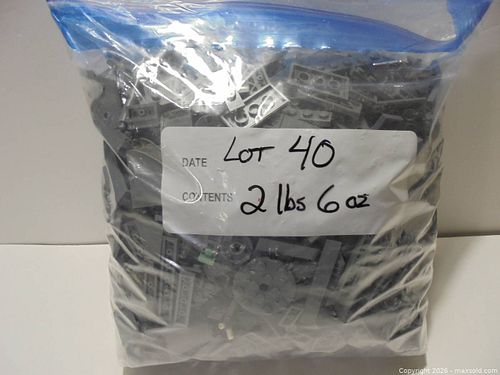 DATE LOT 40
CONTENTS 2 lbs 6 oz
Copyright 2026 - maxsold.com